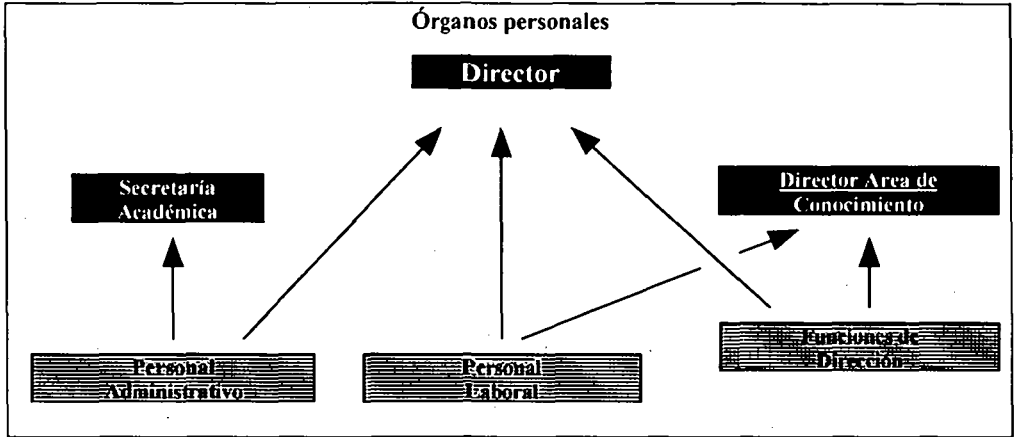 Órganos personales
Director
Secretaría
Académica
Director Area de
Conocimiento
Personal
Administrativo
Personal
Laboral
Funciones de
Dirección